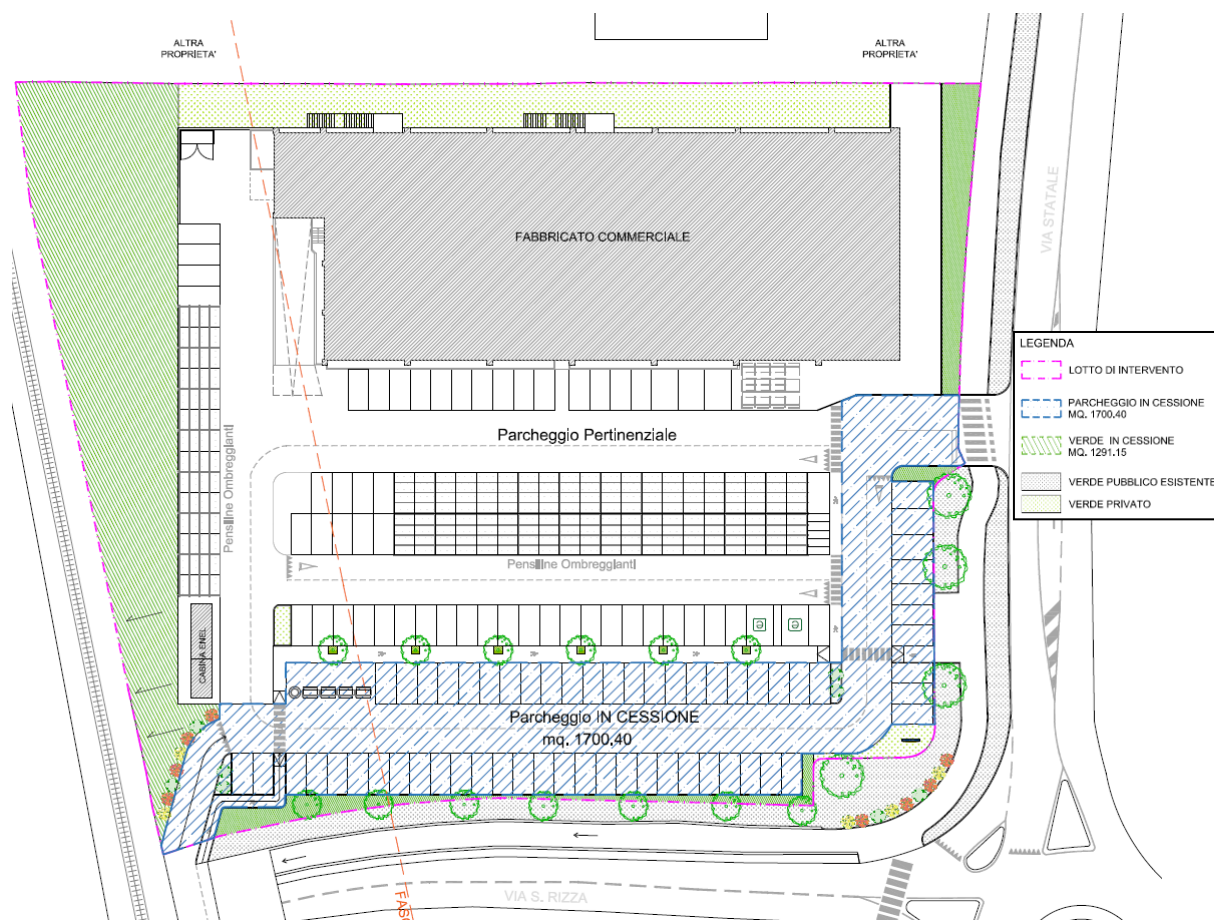 ALTRA
PROPRIETA'
ALTRA
PROPRIETA'
VIA STATALE
FABBRICATO COMMERCIALE
LEGENDA
LOTTO DI INTERVENTO
PARCHEGGIO IN CESSIONE
MQ. 1700,40
VERDE IN CESSIONE
MQ. 1291.15
VERDE PUBBLICO ESISTENTE
VERDE PRIVATO
Parcheggio Pertinenziale
Pensiline Ombreggianti
Pensiline Ombreggianti
CABINA ENEL
Parcheggio IN CESSIONE
mq. 1700,40
VIA S. RIZZA